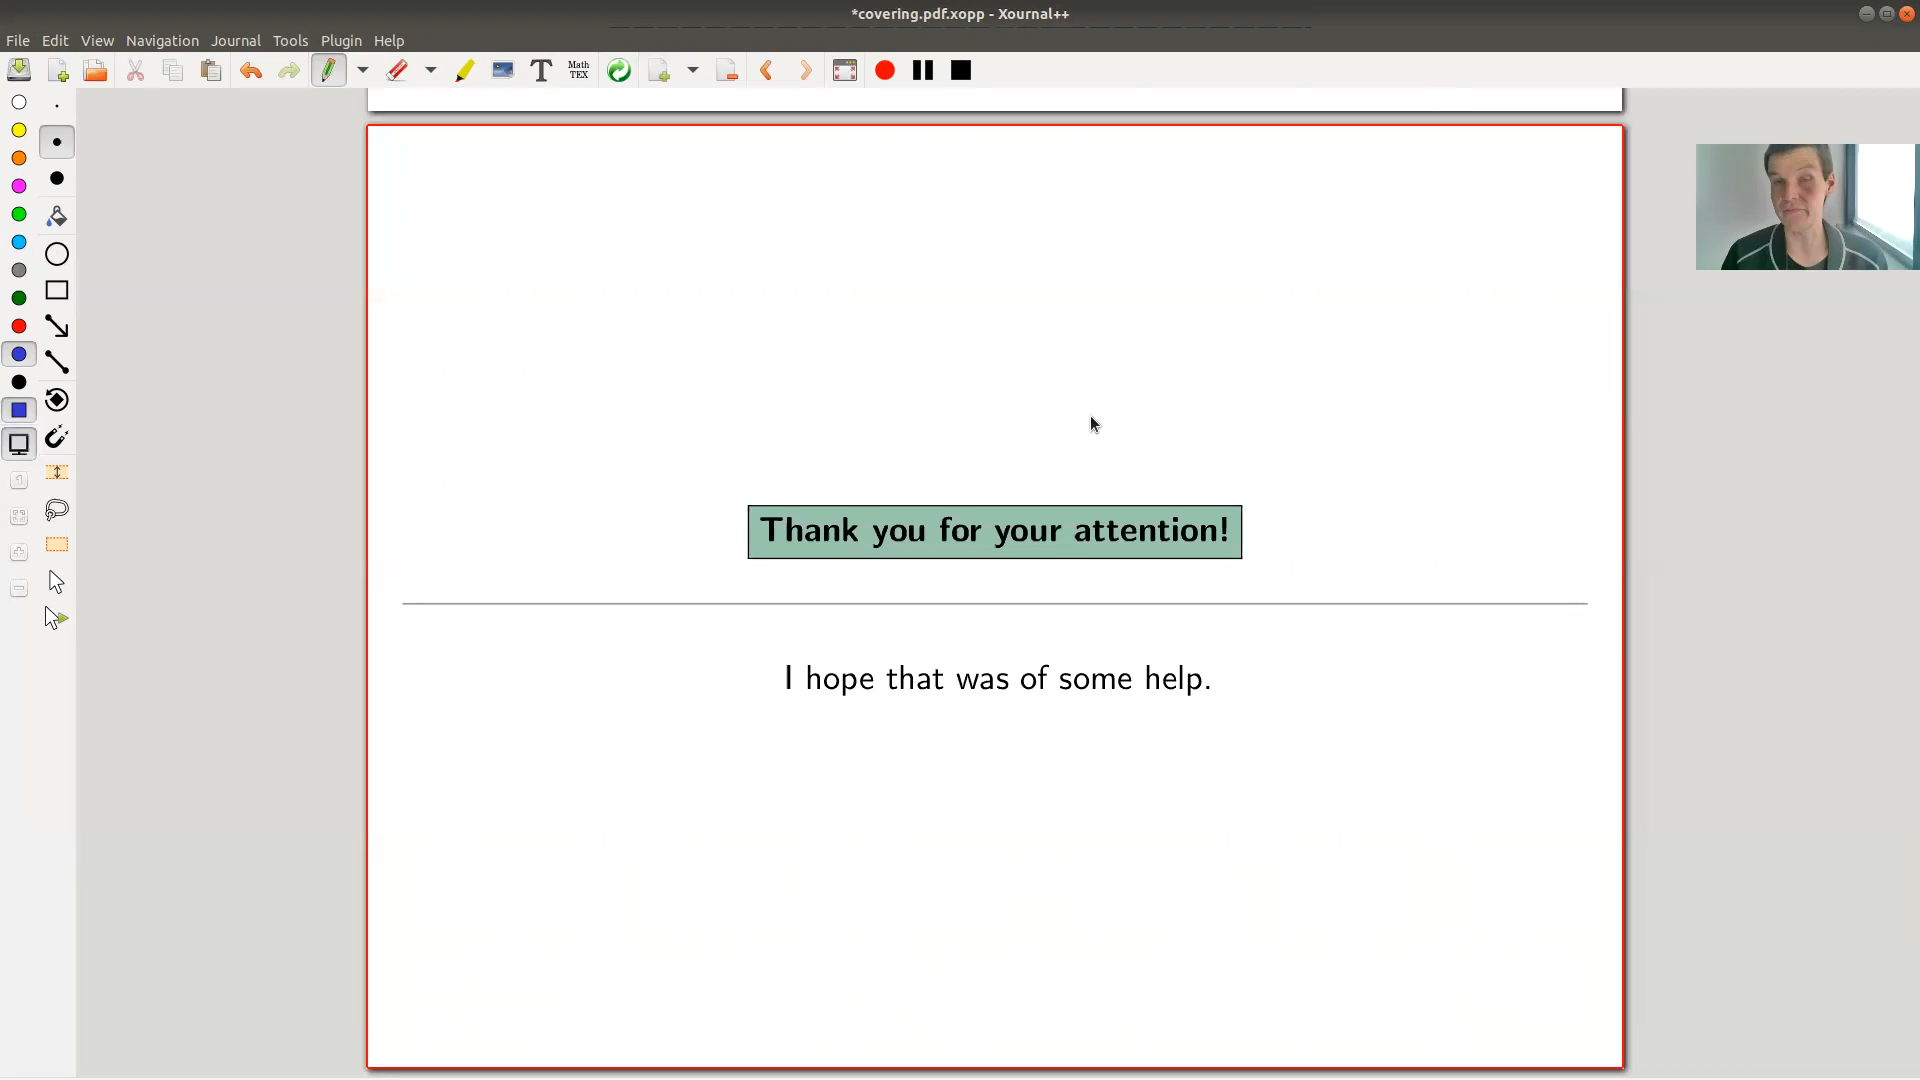 *covering.pdf.xopp - Xournal++
File Edit View Navigation Journal Tools Plugin Help
Math
TEX
Thank you for your attention!
I hope that was of some help.